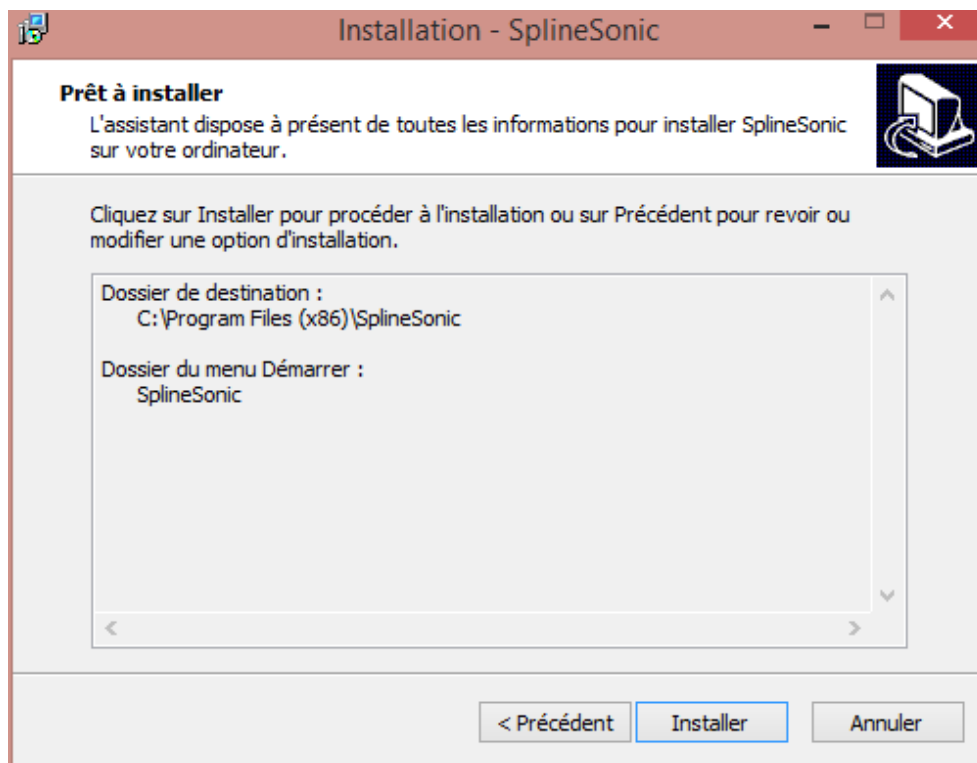 Installation - SplineSonic
Prêt à installer
L'assistant dispose à présent de toutes les informations pour installer SplineSonic
sur votre ordinateur.
Cliquez sur Installer pour procéder à l'installation ou sur Précédent pour revoir ou
modifier une option d'installation.
Dossier de destination :
C:\Program Files (x86)\SplineSonic
Dossier du menu Démarrer :
SplineSonic
< Précédent
Installer
Annuler